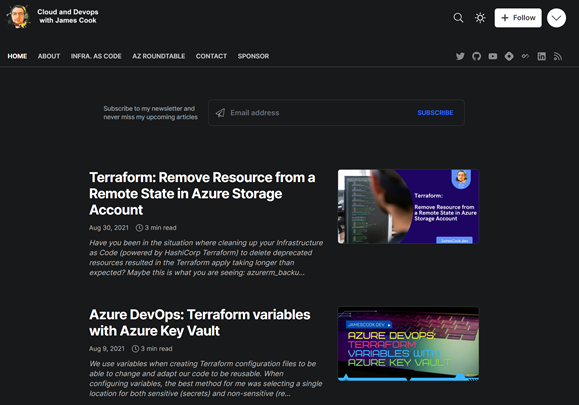 Cloud and Devops
with James Cook
+ Follow
HOME ABOUT INFRA. AS CODE AZ ROUNDTABLE CONTACT SPONSOR
Subscribe to my newsletter and
never miss my upcoming articles
Email address
SUBSCRIBE
Terraform: Remove Resource from a
Remote State in Azure Storage
Account
Aug 30, 2021 3 min read
Have you been in the situation where cleaning up your Infrastructure
as Code (powered by HashiCorp Terraform) to delete deprecated
resources resulted in the Terraform apply taking longer than
expected? Maybe this is what you are seeing: azurerm_backu...
Terraform:
Remove Resource from
a Remote State in Azure
Storage Account
JamesCook.dev
Azure DevOps: Terraform variables
with Azure Key Vault
Aug 9, 2021 3 min read
We use variables when creating Terraform configuration files to be
able to change and adapt our code to be reusable. When
configuring variables, the best method for me was selecting a single
location for both sensitive (secrets) and non-sensitive (re...
JAMESCOOK.DEV
AZURE DEVOPS:
TERRAFORM
VARIABLES WITH
AZURE KEY VAULT